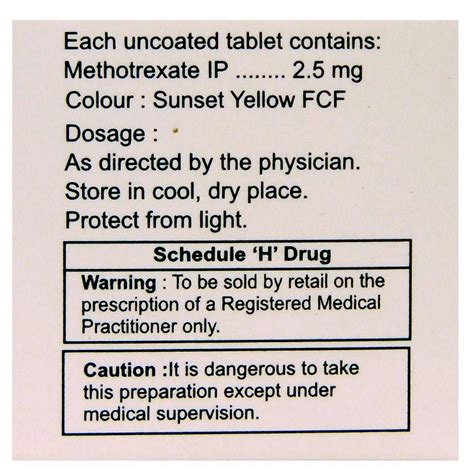 Each uncoated tablet contains:
Methotrexate IP ........ 2.5 mg
Colour : Sunset Yellow FCF
Dosage :
As directed by the physician.
Store in cool, dry place.
Protect from light.
Schedule ‘H’ Drug
Warning : To be sold by retail on the
prescription of a Registered Medical
Practitioner only.
Caution :It is dangerous to take
this preparation except under
medical supervision.